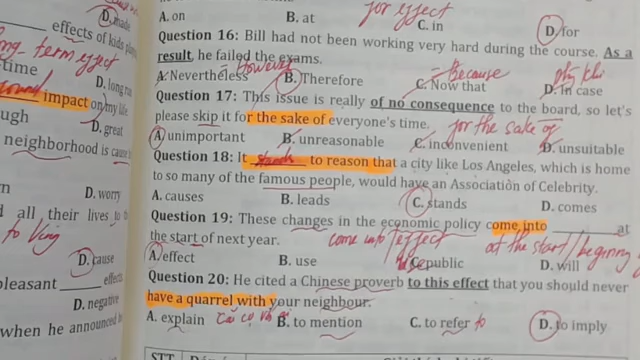 D. made
for effect
A. on B. at C. in D. for
effects of kids
Question 16: Bill had not been working very hard during the course. As a
term effect
result, he failed the exams.
time
However Because
A. Nevertheless B. Therefore C. Now that D. In case
D. long
impact on my life.
Question 17: This issue is really of no consequence to the board, so let's
please skip it for the sake of everyone's time.
for the sake of
D. great
A. unimportant B. unreasonable C. inconvenient D. unsuitable
neighborhood is
Question 18: It stands to reason that a city like Los Angeles, which is home
to so many of the famous people, would have an Association of Celebrity.
D. worry
A. causes B. leads C. stands D. comes
all their lives to
Question 19: These changes in the economic policy come into ______ at
the start of next year.
come into effect at the start/beginning
D. cause
A. effect B. use C. republic D. will
pleasant ______ effects
Question 20: He cited a Chinese proverb to this effect that you should never
D. negative
have a quarrel with your neighbour.
when he announced
A. explain B. to mention C. to refer to D. to imply
STT